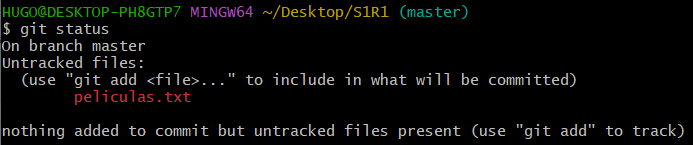 HUGO@DESKTOP-PH8GTP7 MINGW64 ~/Desktop/S1R1 (master)
$ git status
On branch master
Untracked files:
  (use "git add <file>..." to include in what will be committed)
        peliculas.txt

nothing added to commit but untracked files present (use "git add" to track)